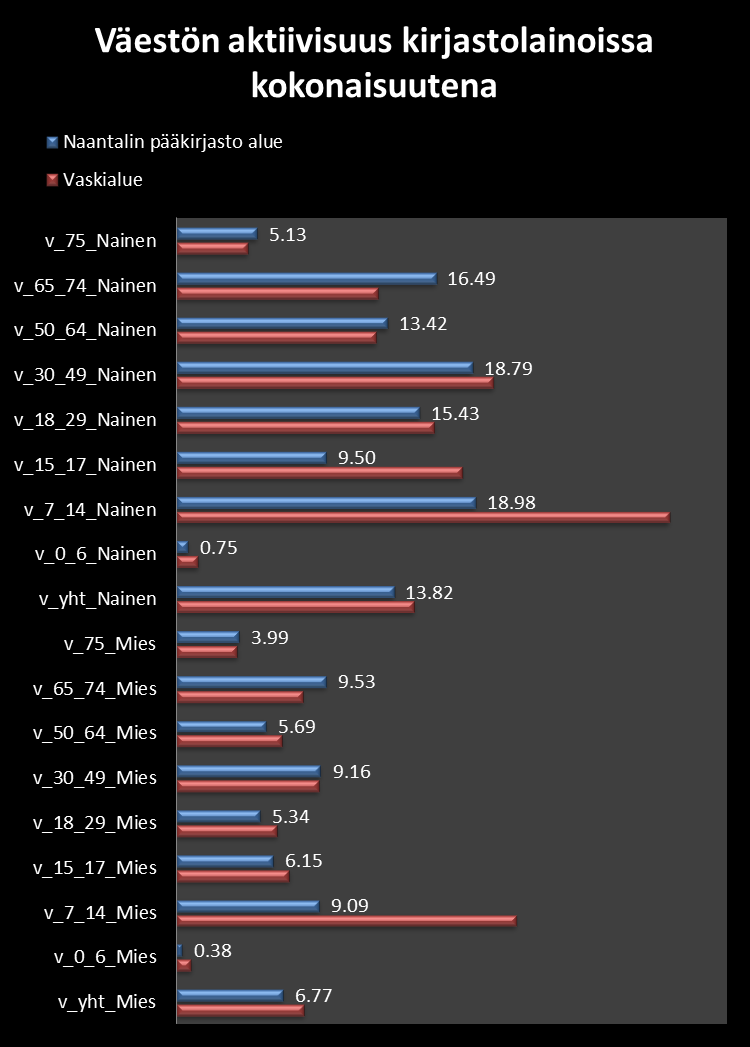 Väestön aktiivisuus kirjastolainoissa
kokonaisuutena
Naantalin pääkirjasto alue
Vaskialue
v_75_Nainen 5.13
v_65_74_Nainen 16.49
v_50_64_Nainen 13.42
v_30_49_Nainen 18.79
v_18_29_Nainen 15.43
v_15_17_Nainen 9.50
v_7_14_Nainen 18.98
v_0_6_Nainen 0.75
v_yht_Nainen 13.82
v_75_Mies 3.99
v_65_74_Mies 9.53
v_50_64_Mies 5.69
v_30_49_Mies 9.16
v_18_29_Mies 5.34
v_15_17_Mies 6.15
v_7_14_Mies 9.09
v_0_6_Mies 0.38
v_yht_Mies 6.77